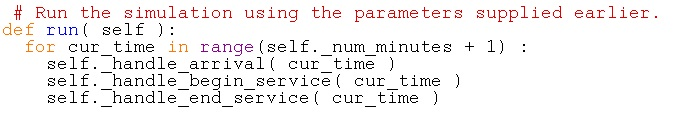 # Run the simulation using the parameters supplied earlier.
def run( self ):
for cur_time in range(self._num_minutes + 1) :
self._handle_arrival( cur_time )
self._handle_begin_service( cur_time )
self._handle_end_service( cur_time )